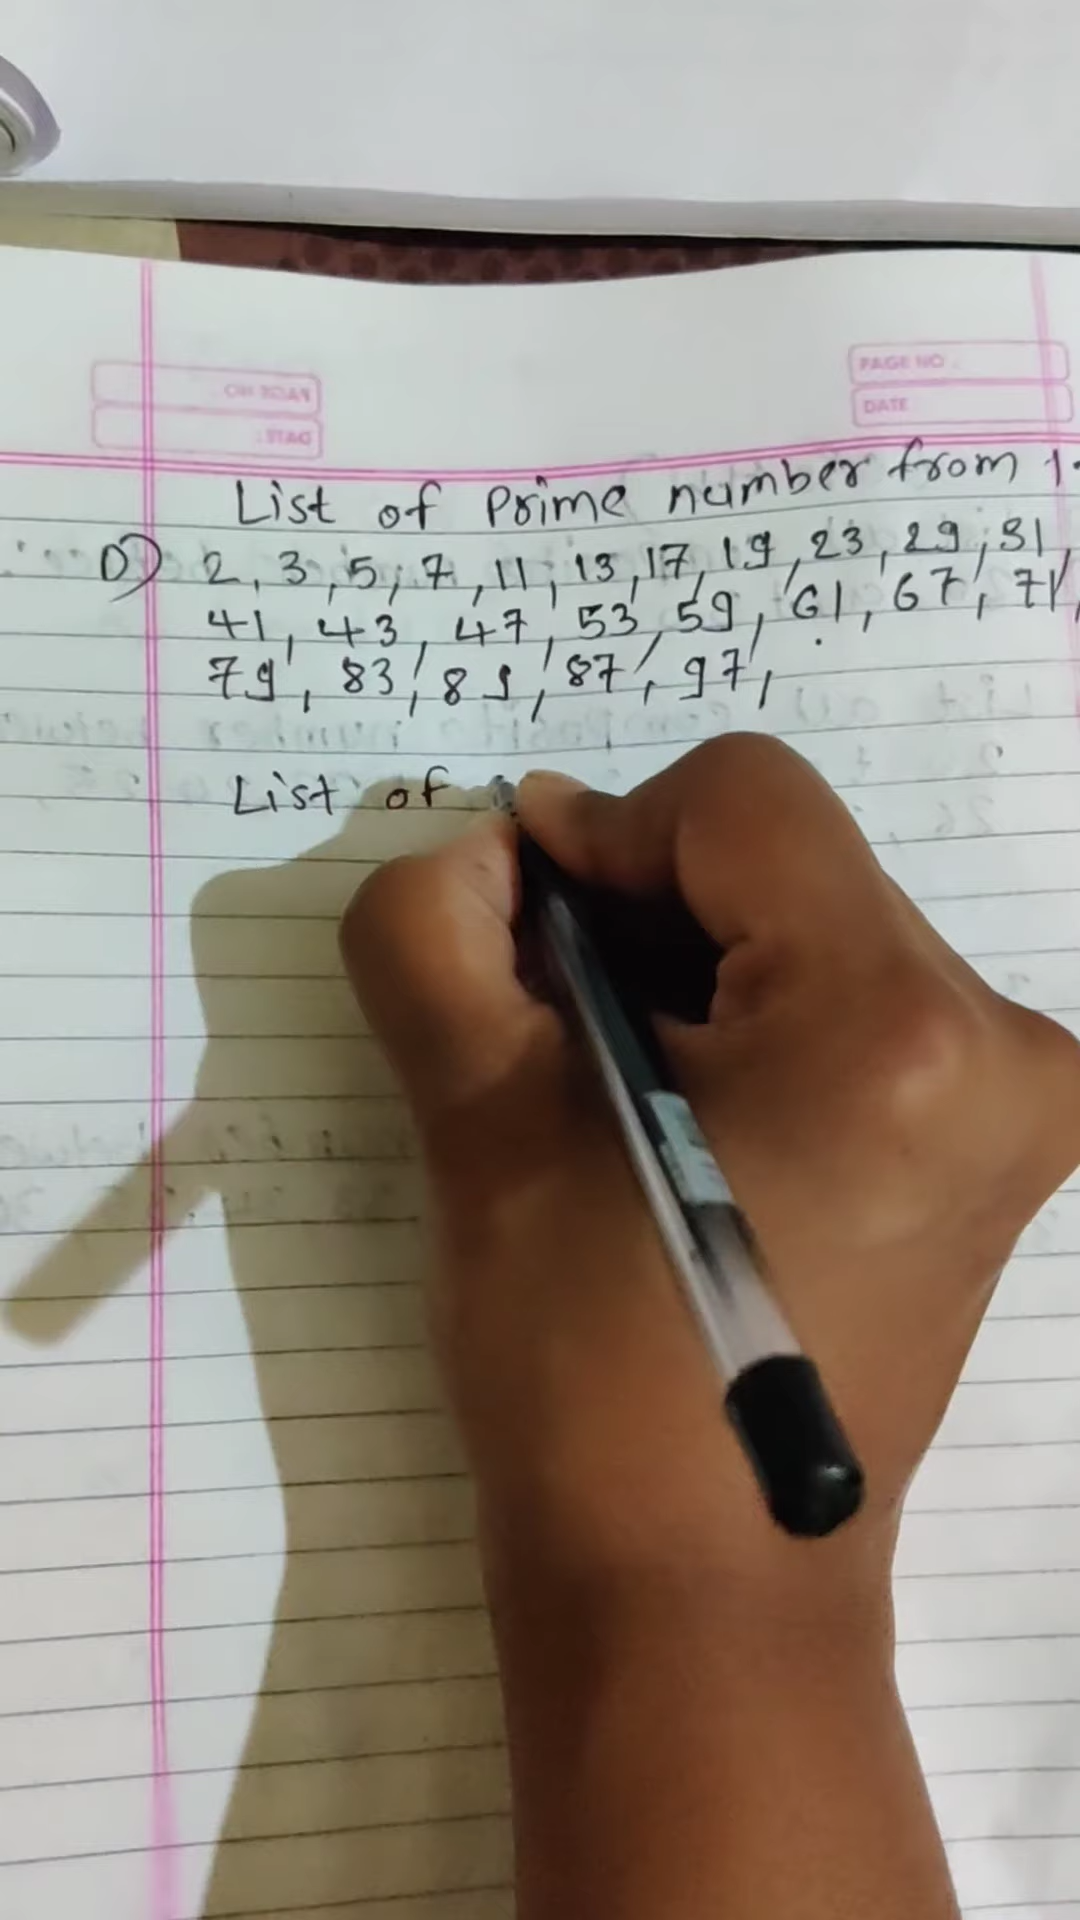 PAGE NO.
DATE
List of Prime number from 1
D) 2, 3, 5, 7, 11, 13, 17, 19, 23, 29, 31,
41, 43, 47, 53, 59, 61, 67, 71,
79, 83, 89, 87, 97,
List of